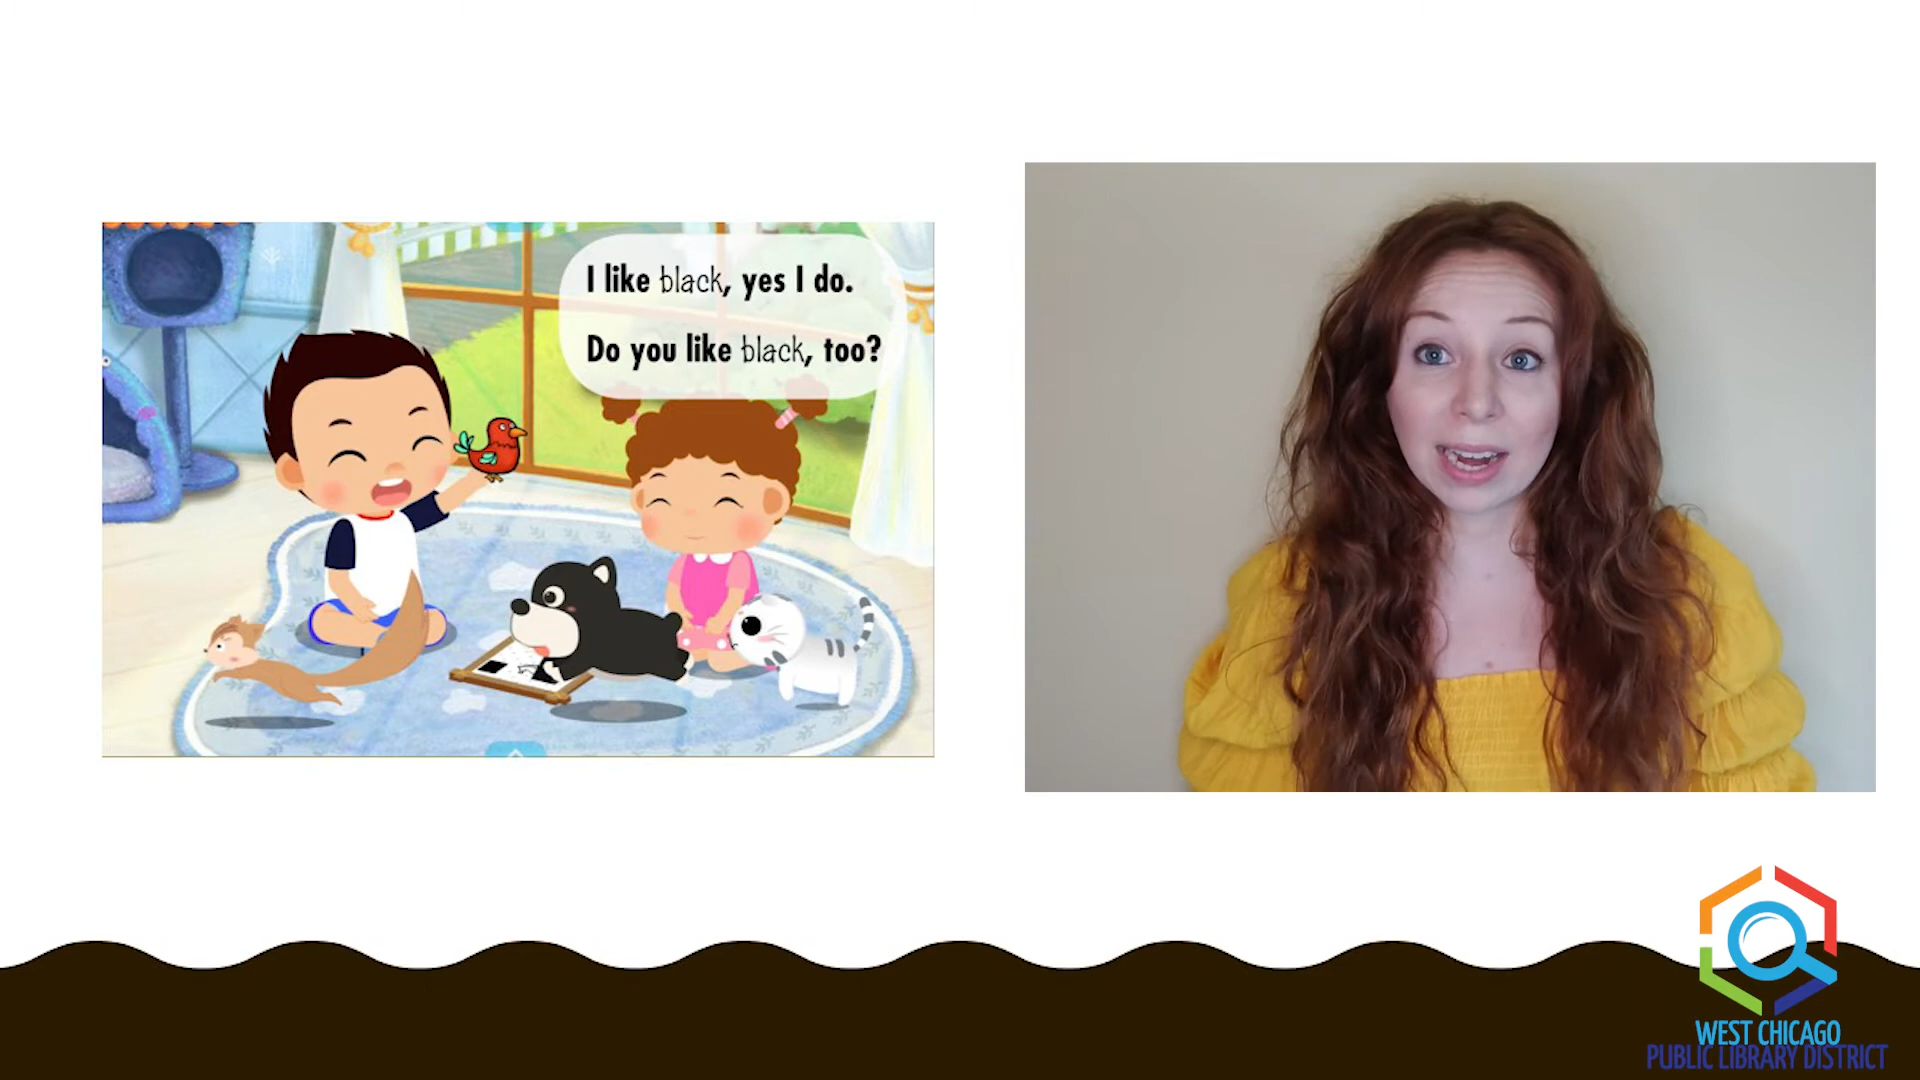 I like black, yes I do.
Do you like black, too?
WEST CHICAGO
PUBLIC LIBRARY DISTRICT